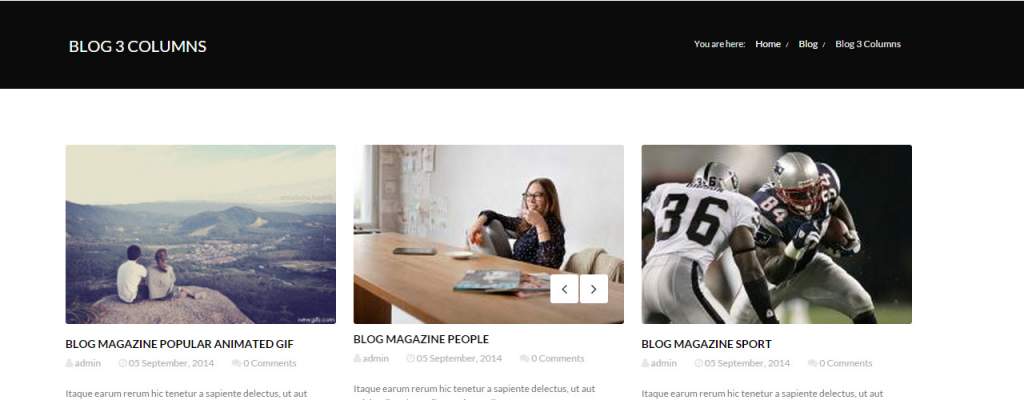 BLOG 3 COLUMNS
You are here: Home / Blog / Blog 3 Columns
36
84
BLOG MAGAZINE POPULAR ANIMATED GIF
admin 05 September, 2014 0 Comments
Itaque earum rerum hic tenetur a sapiente delectus, ut aut
BLOG MAGAZINE PEOPLE
admin 05 September, 2014 0 Comments
Itaque earum rerum hic tenetur a sapiente delectus, ut aut
BLOG MAGAZINE SPORT
admin 05 September, 2014 0 Comments
Itaque earum rerum hic tenetur a sapiente delectus, ut aut